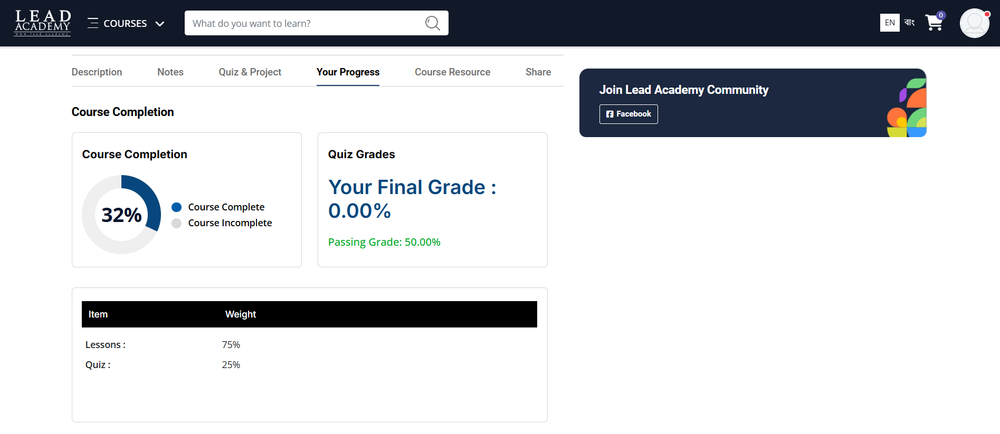 LEAD
ACADEMY
www.lead.academy
COURSES
What do you want to learn?
EN
বাং
0
Description
Notes
Quiz & Project
Your Progress
Course Resource
Share
Join Lead Academy Community
Facebook
Course Completion
Course Completion
32%
Course Complete
Course Incomplete
Quiz Grades
Your Final Grade :
0.00%
Passing Grade: 50.00%
Item Weight
Lessons : 75%
Quiz : 25%